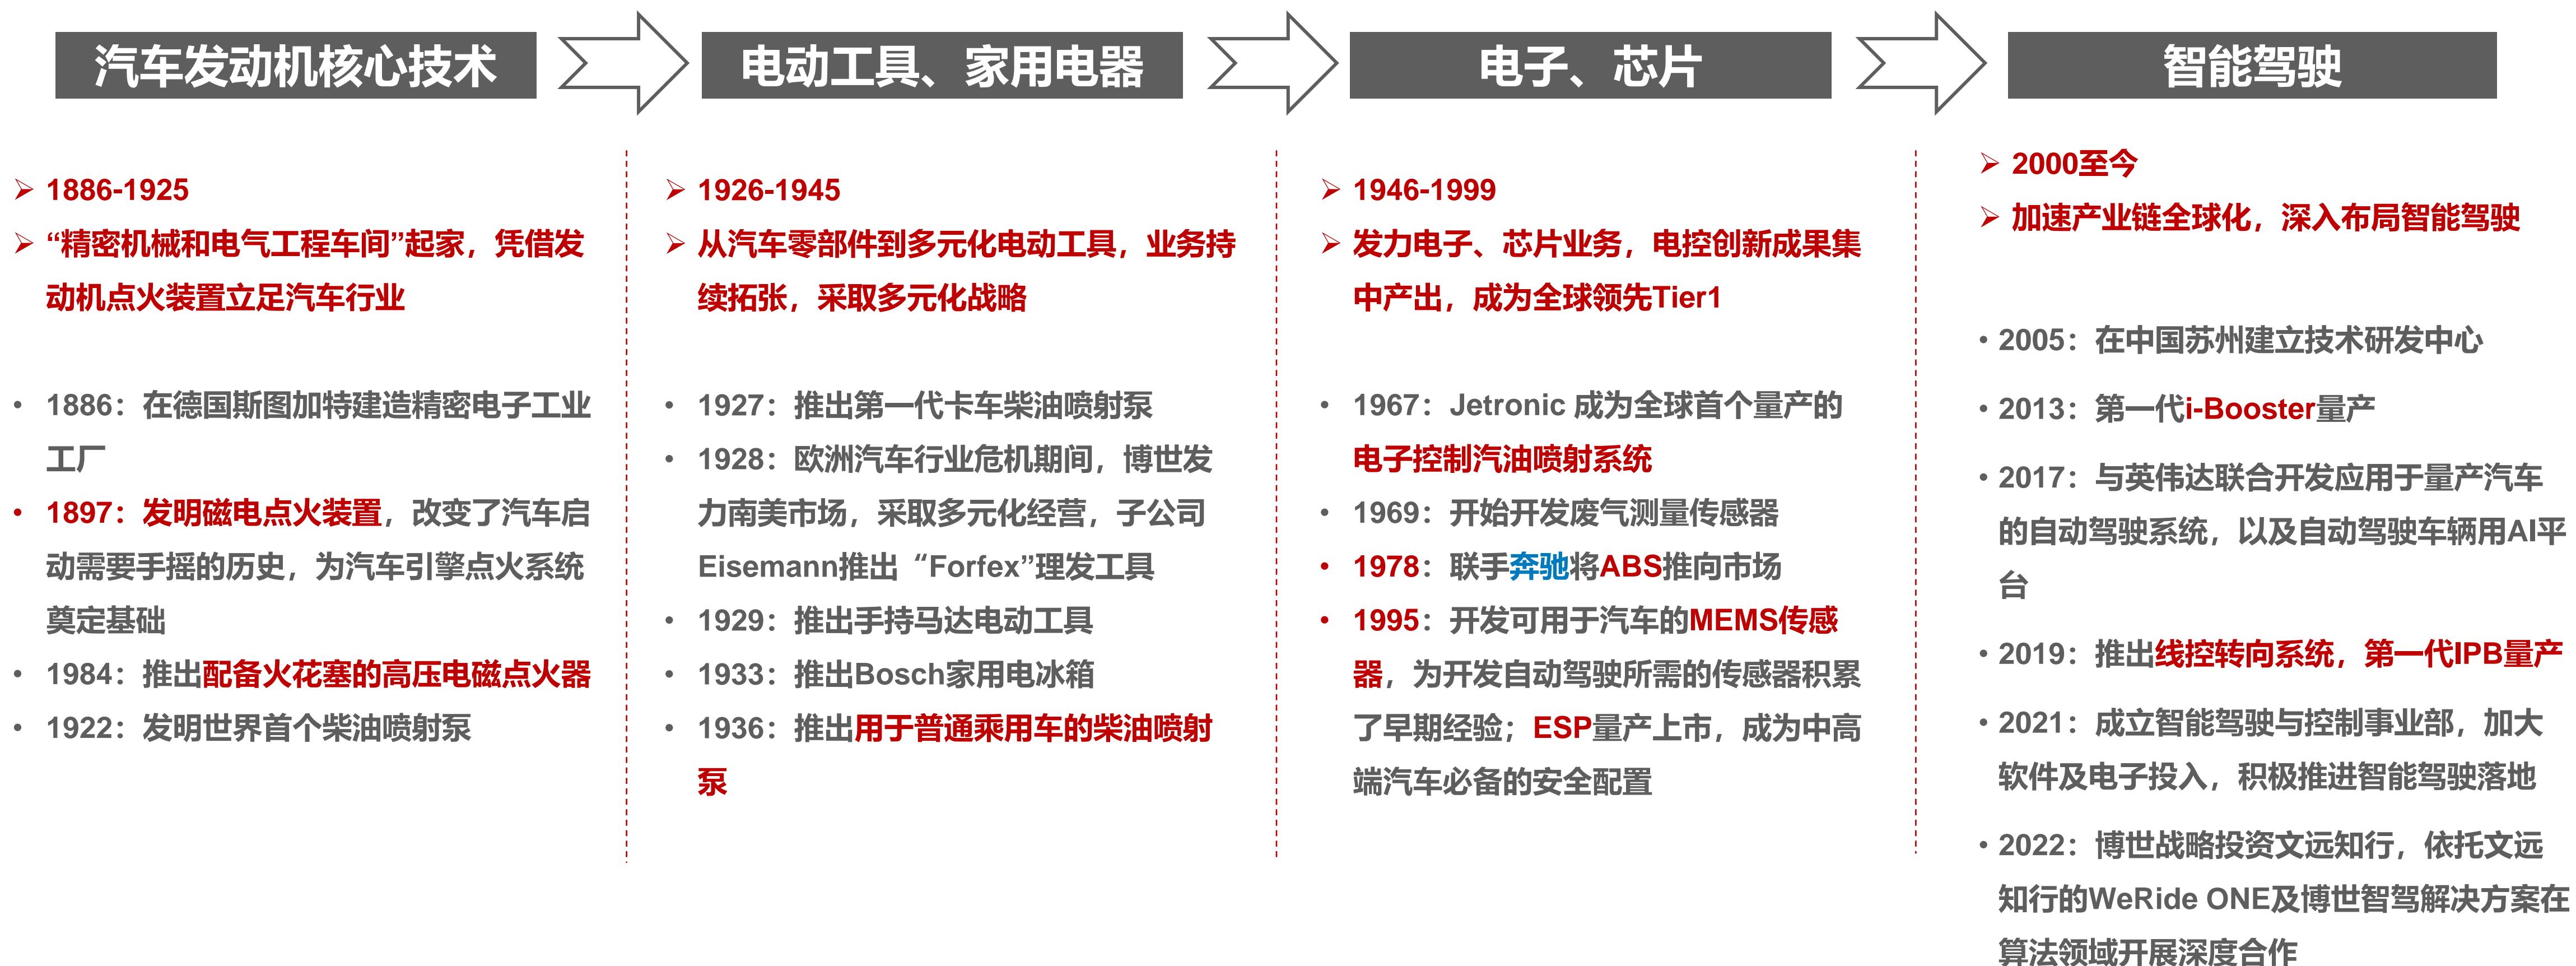 汽车发动机核心技术
电动工具、家用电器
电子、芯片
智能驾驶
➢ 1886-1925
➢ “精密机械和电气工程车间”起家，凭借发
动机点火装置立足汽车行业
• 1886：在德国斯图加特建造精密电子工业
工厂
• 1897：发明磁电点火装置，改变了汽车启
动需要手摇的历史，为汽车引擎点火系统
奠定基础
• 1984：推出配备火花塞的高压电磁点火器
• 1922：发明世界首个柴油喷射泵
➢ 1926-1945
➢ 从汽车零部件到多元化电动工具，业务持
续拓张，采取多元化战略
• 1927：推出第一代卡车柴油喷射泵
• 1928：欧洲汽车行业危机期间，博世发
力南美市场，采取多元化经营，子公司
Eisemann推出“Forfex”理发工具
• 1929：推出手持马达电动工具
• 1933：推出Bosch家用电冰箱
• 1936：推出用于普通乘用车的柴油喷射
泵
➢ 1946-1999
➢ 发力电子、芯片业务，电控创新成果集
中产出，成为全球领先Tier1
• 1967：Jetronic 成为全球首个量产的
电子控制汽油喷射系统
• 1969：开始开发废气测量传感器
• 1978：联手奔驰将ABS推向市场
• 1995：开发可用于汽车的MEMS传感
器，为开发自动驾驶所需的传感器积累
了早期经验；ESP量产上市，成为中高
端汽车必备的安全配置
➢ 2000至今
➢ 加速产业链全球化，深入布局智能驾驶
• 2005：在中国苏州建立技术研发中心
• 2013：第一代i-Booster量产
• 2017：与英伟达联合开发应用于量产汽车
的自动驾驶系统，以及自动驾驶车辆用AI平
台
• 2019：推出线控转向系统，第一代IPB量产
• 2021：成立智能驾驶与控制事业部，加大
软件及电子投入，积极推进智能驾驶落地
• 2022：博世战略投资文远知行，依托文远
知行的WeRide ONE及博世智驾解决方案在
算法领域开展深度合作